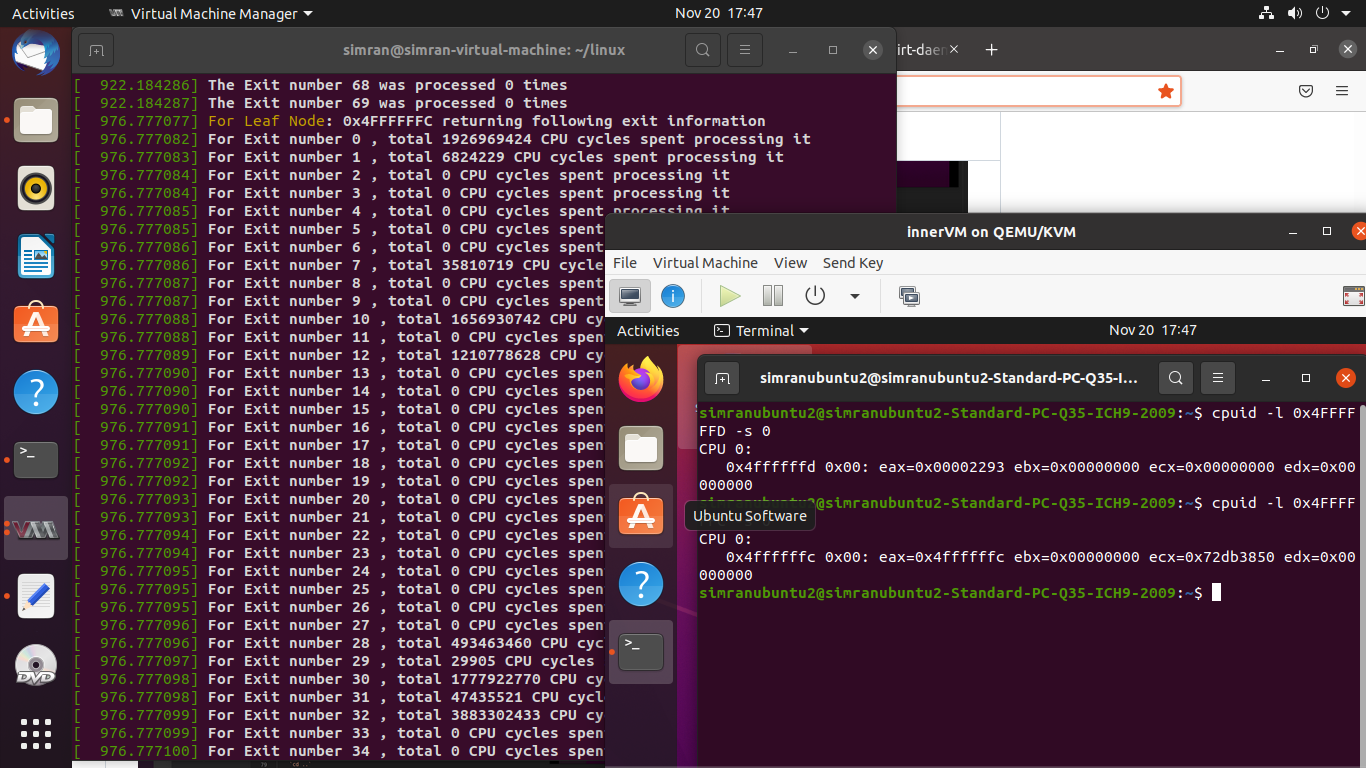 Activities Virtual Machine Manager Nov 20 17:47
simran@simran-virtual-machine: ~/linux
[ 922.184286] The Exit number 68 was processed 0 times
[ 922.184287] The Exit number 69 was processed 0 times
[ 976.777077] For Leaf Node: 0x4FFFFFFC returning following exit information
[ 976.777082] For Exit number 0 , total 1926969424 CPU cycles spent processing it
[ 976.777083] For Exit number 1 , total 6824229 CPU cycles spent processing it
[ 976.777084] For Exit number 2 , total 0 CPU cycles spent processing it
[ 976.777084] For Exit number 3 , total 0 CPU cycles spent processing it
[ 976.777085] For Exit number 4 , total 0 CPU cycles spent processing it
[ 976.777085] For Exit number 5 , total 0 CPU cycles spen
[ 976.777086] For Exit number 6 , total 0 CPU cycles spen
[ 976.777086] For Exit number 7 , total 35810719 CPU cycle
[ 976.777087] For Exit number 8 , total 0 CPU cycles spen
[ 976.777087] For Exit number 9 , total 0 CPU cycles spen
[ 976.777088] For Exit number 10 , total 1656930742 CPU cy
[ 976.777088] For Exit number 11 , total 0 CPU cycles spen
[ 976.777089] For Exit number 12 , total 1210778628 CPU cy
[ 976.777090] For Exit number 13 , total 0 CPU cycles spen
[ 976.777090] For Exit number 14 , total 0 CPU cycles spen
[ 976.777090] For Exit number 15 , total 0 CPU cycles spen
[ 976.777091] For Exit number 16 , total 0 CPU cycles spen
[ 976.777091] For Exit number 17 , total 0 CPU cycles spen
[ 976.777092] For Exit number 18 , total 0 CPU cycles spen
[ 976.777092] For Exit number 19 , total 0 CPU cycles spen
[ 976.777093] For Exit number 20 , total 0 CPU cycles spen
[ 976.777093] For Exit number 21 , total 0 CPU cycles spen
[ 976.777094] For Exit number 22 , total 0 CPU cycles spen
[ 976.777094] For Exit number 23 , total 0 CPU cycles spen
[ 976.777095] For Exit number 24 , total 0 CPU cycles spen
[ 976.777095] For Exit number 25 , total 0 CPU cycles spen
[ 976.777095] For Exit number 26 , total 0 CPU cycles spen
[ 976.777096] For Exit number 27 , total 0 CPU cycles spen
[ 976.777096] For Exit number 28 , total 493463460 CPU cyc
[ 976.777097] For Exit number 29 , total 29905 CPU cycles
[ 976.777098] For Exit number 30 , total 1777922770 CPU cy
[ 976.777098] For Exit number 31 , total 47435521 CPU cycl
[ 976.777099] For Exit number 32 , total 3883302433 CPU cy
[ 976.777099] For Exit number 33 , total 0 CPU cycles spen
[ 976.777100] For Exit number 34 , total 0 CPU cycles spen
irt-daer
innerVM on QEMU/KVM
File Virtual Machine View Send Key
Activities Terminal Nov 20 17:47
simranubuntu2@simranubuntu2-Standard-PC-Q35-I...
simranubuntu2@simranubuntu2-Standard-PC-Q35-ICH9-2009:~$ cpuid -l 0x4FFFF
FFD -s 0
CPU 0:
0x4ffffffd 0x00: eax=0x00002293 ebx=0x00000000 ecx=0x00000000 edx=0x00
000000
simranubuntu2@simranubuntu2-Standard-PC-Q35-ICH9-2009:~$ cpuid -l 0x4FFFF
Ubuntu Software
CPU 0:
0x4ffffffc 0x00: eax=0x4ffffffc ebx=0x00000000 ecx=0x72db3850 edx=0x00
000000
simranubuntu2@simranubuntu2-Standard-PC-Q35-ICH9-2009:~$
DVD